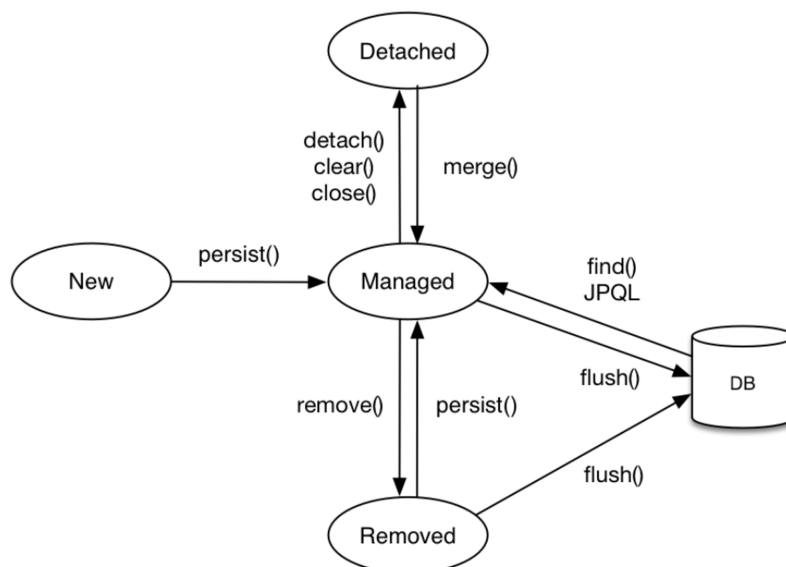 Detached
detach()
clear()
close()
merge()
persist()
New
Managed
find()
JPQL
flush()
DB
remove()
persist()
flush()
Removed